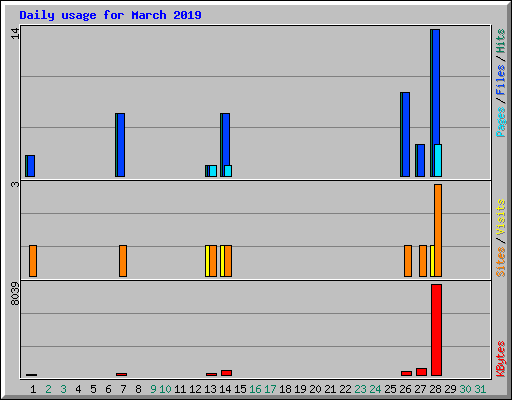 Daily usage for March 2019
14
3
8039
Pages / Files / Hits
Sites / Visits
KBytes
1 2 3 4 5 6 7 8 9 10 11 12 13 14 15 16 17 18 19 20 21 22 23 24 25 26 27 28 29 30 31